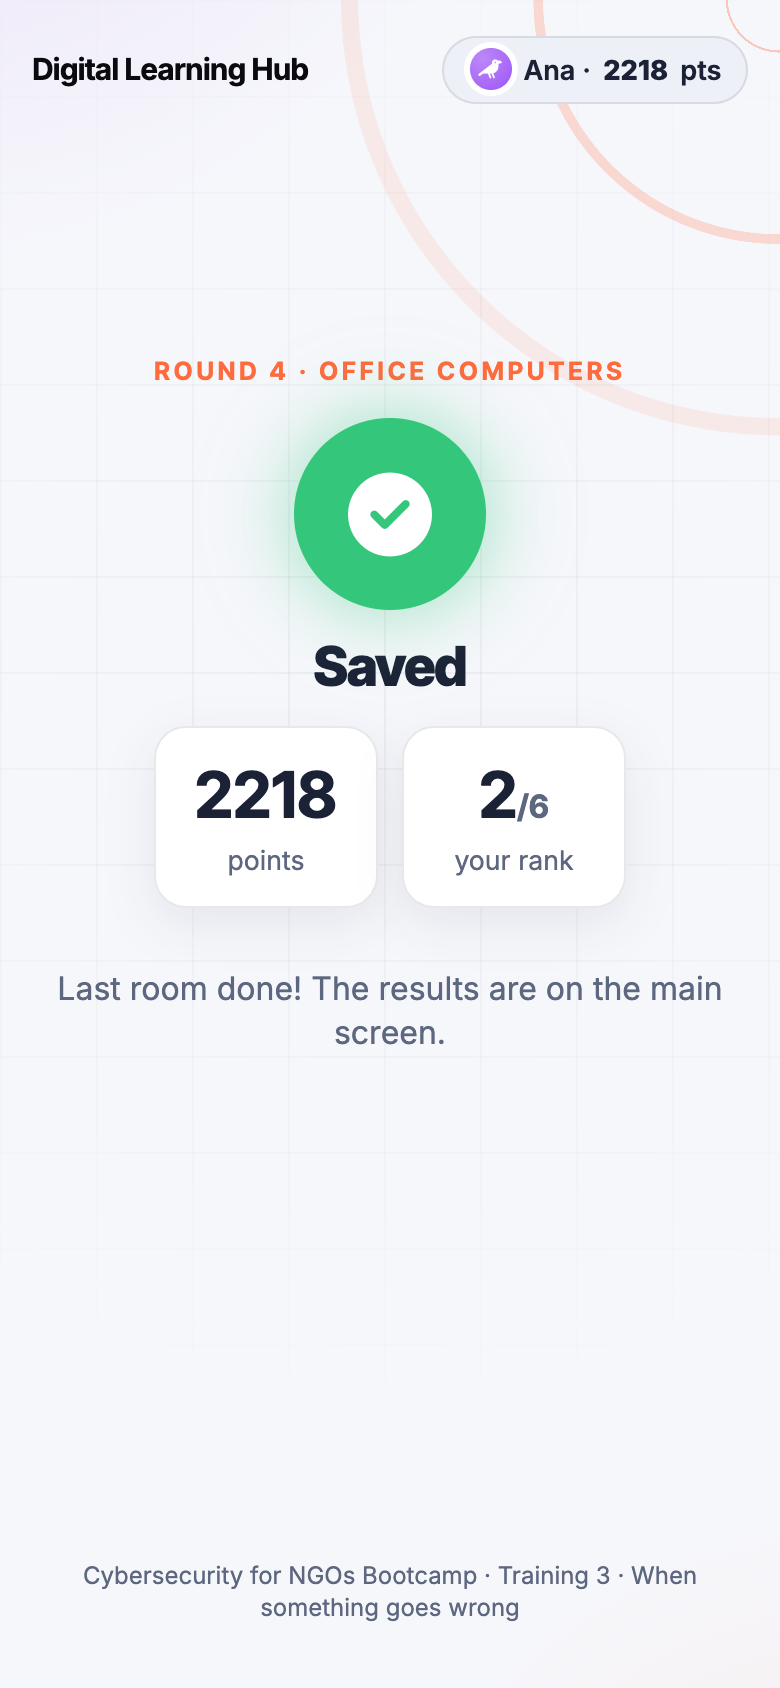 Digital Learning Hub
Ana · 2218 pts
ROUND 4 · OFFICE COMPUTERS
Saved
2218
points
2/6
your rank
Last room done! The results are on the main
screen.
Cybersecurity for NGOs Bootcamp · Training 3 · When
something goes wrong